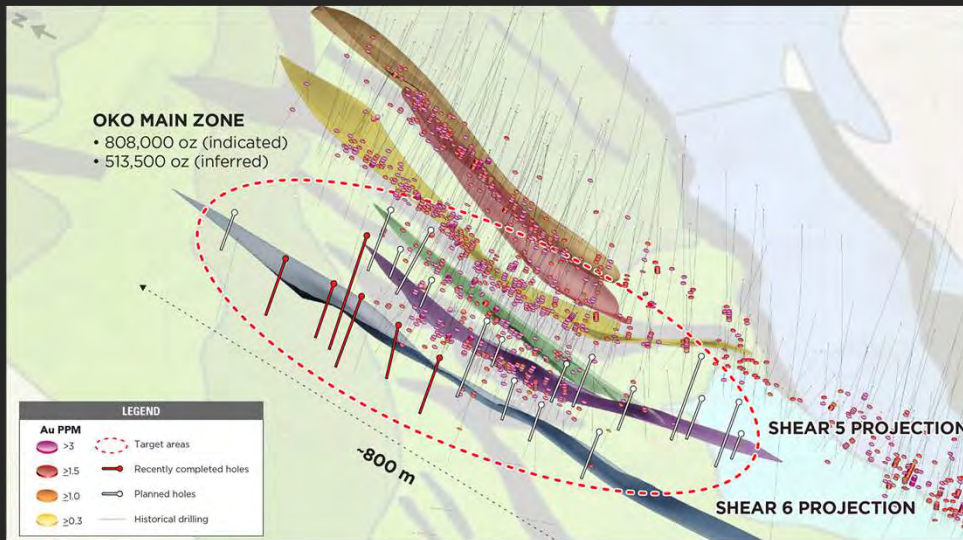 N
OKO MAIN ZONE
• 808,000 oz (indicated)
• 513,500 oz (inferred)
~800 m
SHEAR 5 PROJECTION
SHEAR 6 PROJECTION
LEGEND
Au PPM
≥3
≥1.5
≥1.0
≥0.3
Target areas
Recently completed holes
Planned holes
Historical drilling